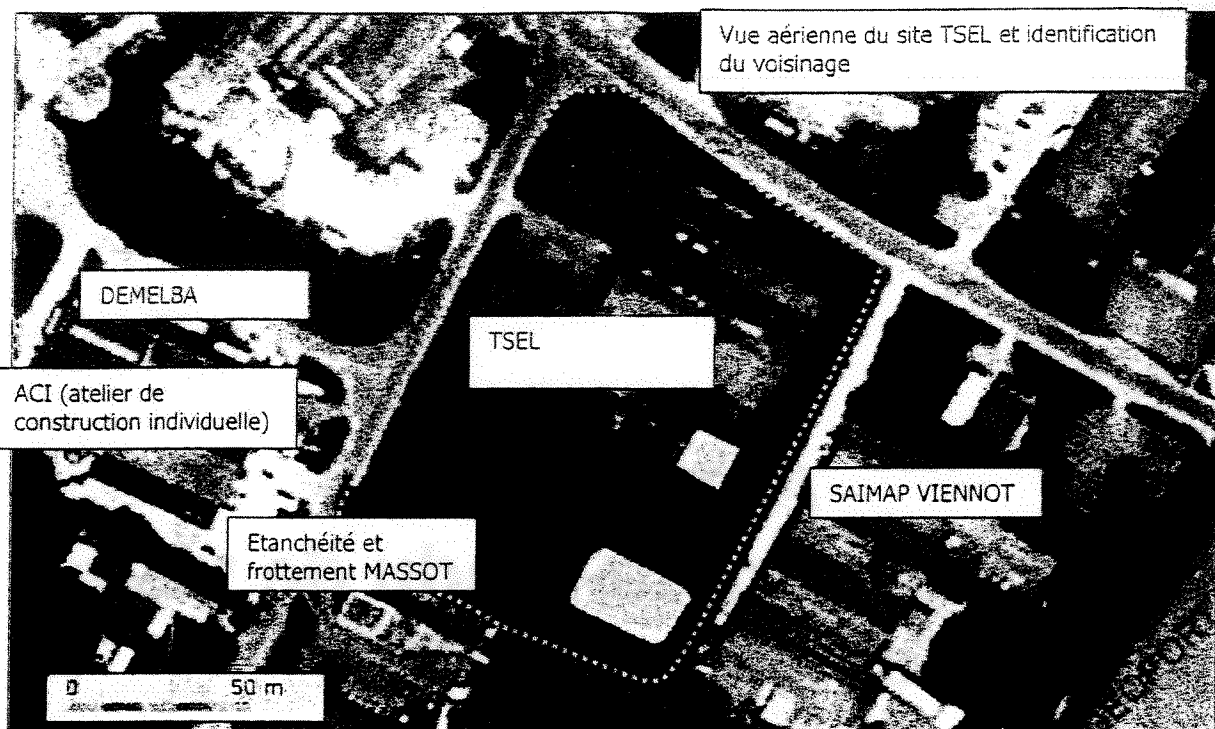 Vue aérienne du site TSEL et identification
du voisinage
DEMELBA
TSEL
ACI (atelier de
construction individuelle)
SAIMAP VIENNOT
Etanchéité et
frottement MASSOT
0 50 m